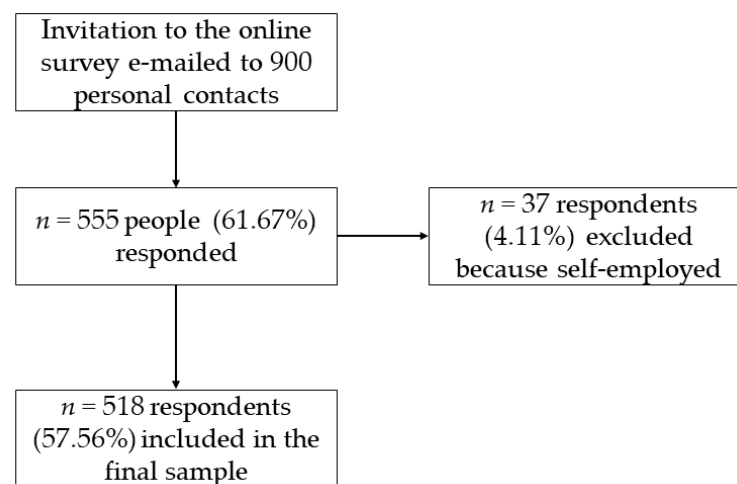 Invitation to the online
survey e-mailed to 900
personal contacts
n = 555 people (61.67%)
responded
n = 37 respondents
(4.11%) excluded
because self-employed
n = 518 respondents
(57.56%) included in the
final sample